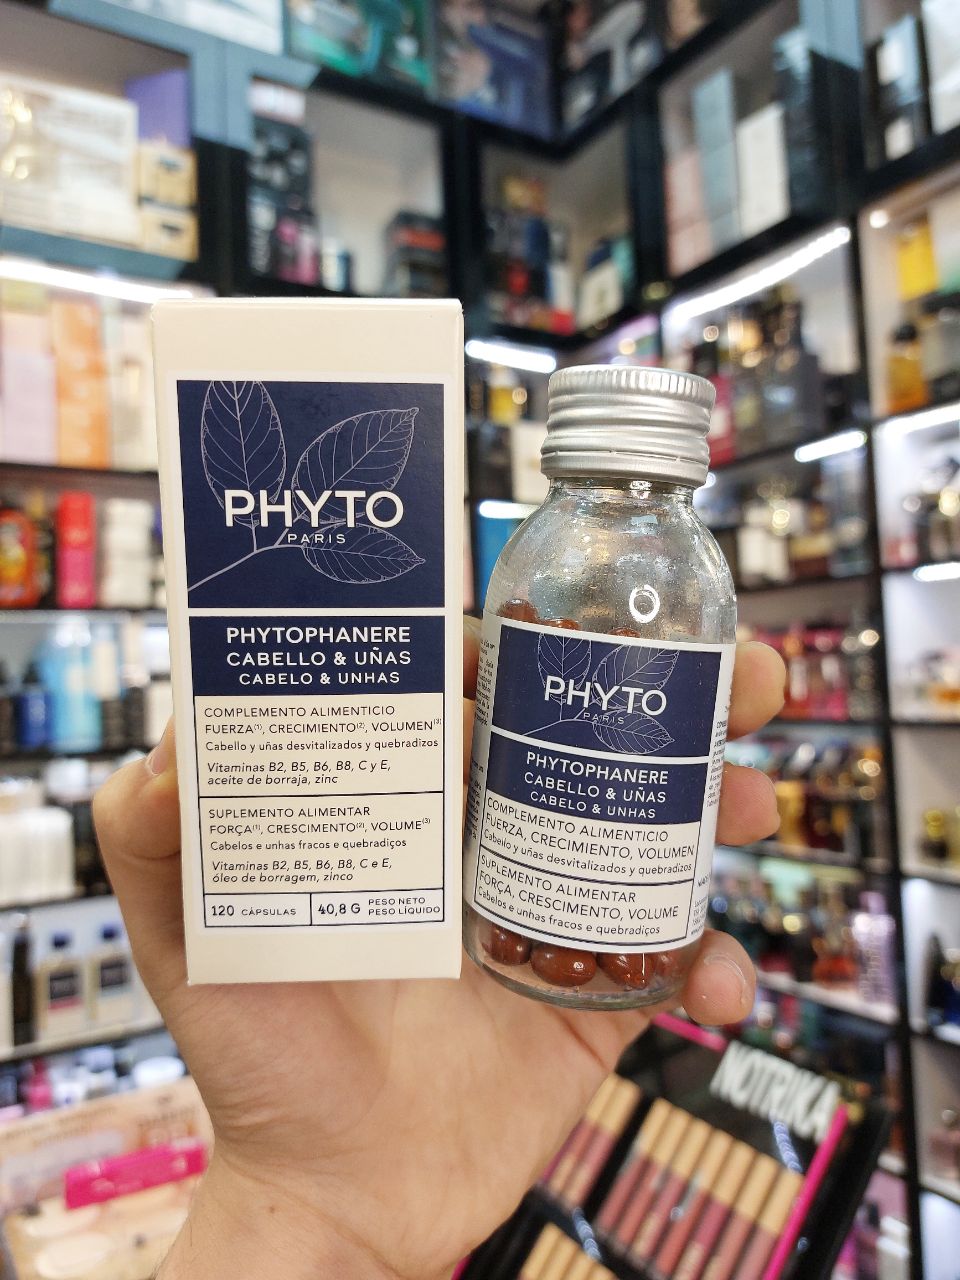 PHYTO
PARIS
PHYTOPHANERE
CABELLO & UÑAS
CABELO & UNHAS
COMPLEMENTO ALIMENTICIO
FUERZA(1), CRECIMIENTO(2), VOLUMEN(3)
Cabello y uñas desvitalizados y quebradizos
Vitaminas B2, B5, B6, B8, C y E,
aceite de borraja, zinc
SUPLEMENTO ALIMENTAR
FORÇA(1), CRESCIMENTO(2), VOLUME(3)
Cabelos e unhas fracos e quebradiços
Vitaminas B2, B5, B6, B8, C e E,
óleo de borragem, zinco
120 CÁPSULAS
40,8 G PESO NETO
PESO LÍQUIDO
PHYTO
PARIS
PHYTOPHANERE
CABELLO & UÑAS
CABELO & UNHAS
COMPLEMENTO ALIMENTICIO
FUERZA, CRECIMIENTO, VOLUMEN
Cabello y uñas desvitalizados y quebradizos
SUPLEMENTO ALIMENTAR
FORÇA, CRESCIMENTO, VOLUME
Cabelos e unhas fracos e quebradiços
NOTRIKA